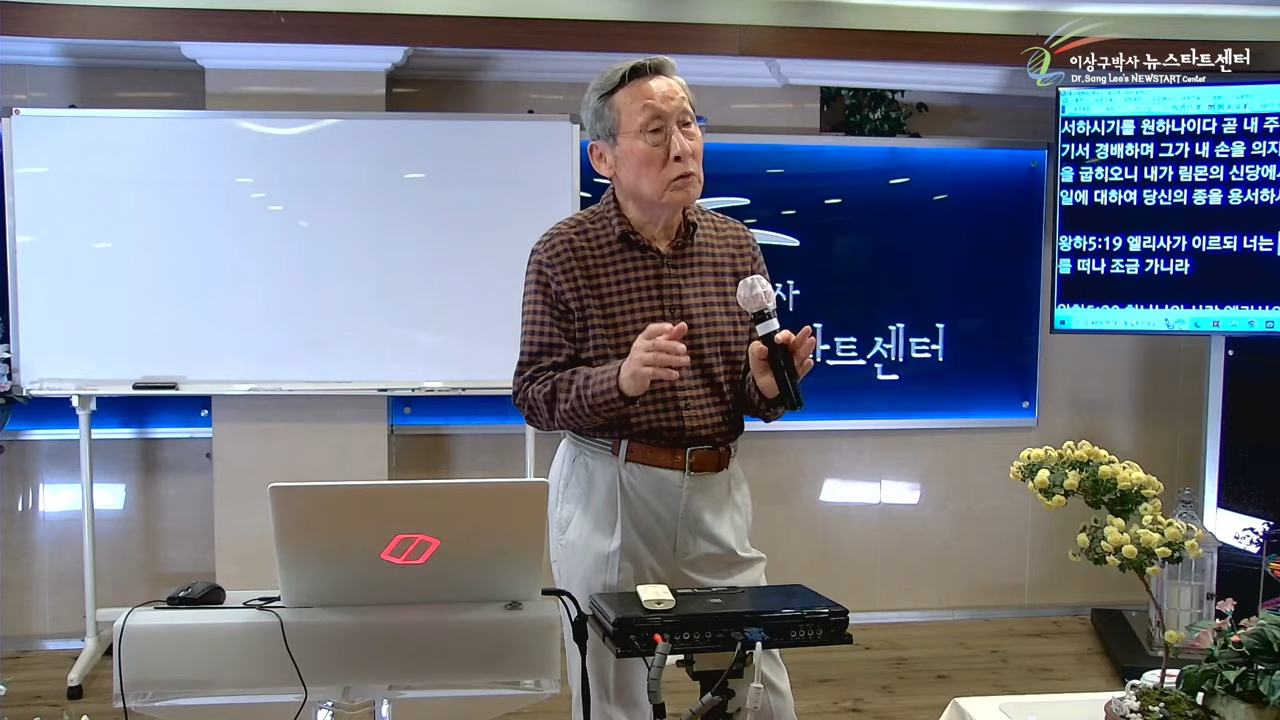 이상구박사 뉴스타트센터
Dr. Sang Lee's NEWSTART Center
서하시기를 원하나이다 곧 내 주
기서 경배하며 그가 내 손을 의지
을 굽히오니 내가 림몬의 신당에서
일에 대하여 당신의 종을 용서하시
왕하5:19 엘리사가 이르되 너는
를 떠나 조금 가니라
사
타트센터